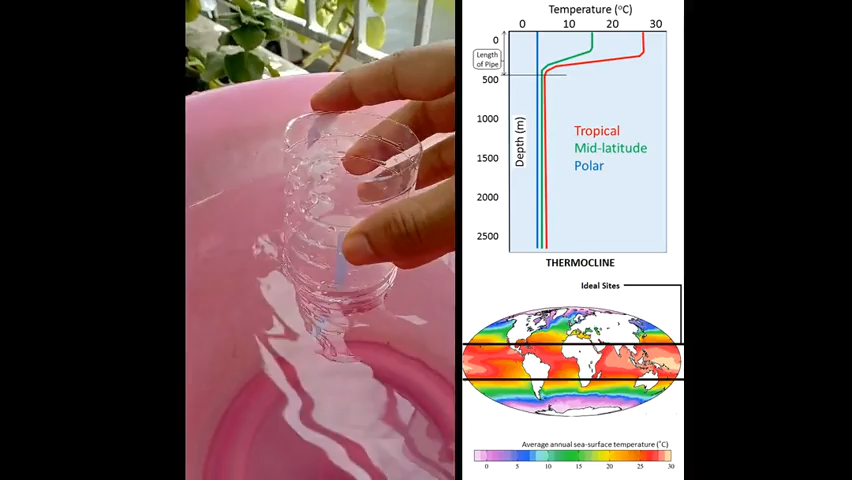 Temperature (°C)
0 10 20 30
0
Length
of Pipe
500
1000
1500
2000
2500
Depth (m)
Tropical
Mid-latitude
Polar
THERMOCLINE
Ideal Sites
Average annual sea-surface temperature (°C)
0 5 10 15 20 25 30